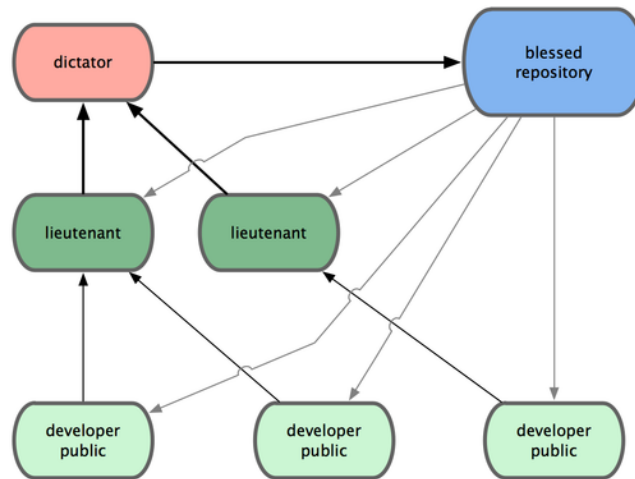 dictator
blessed
repository
lieutenant
lieutenant
developer
public
developer
public
developer
public